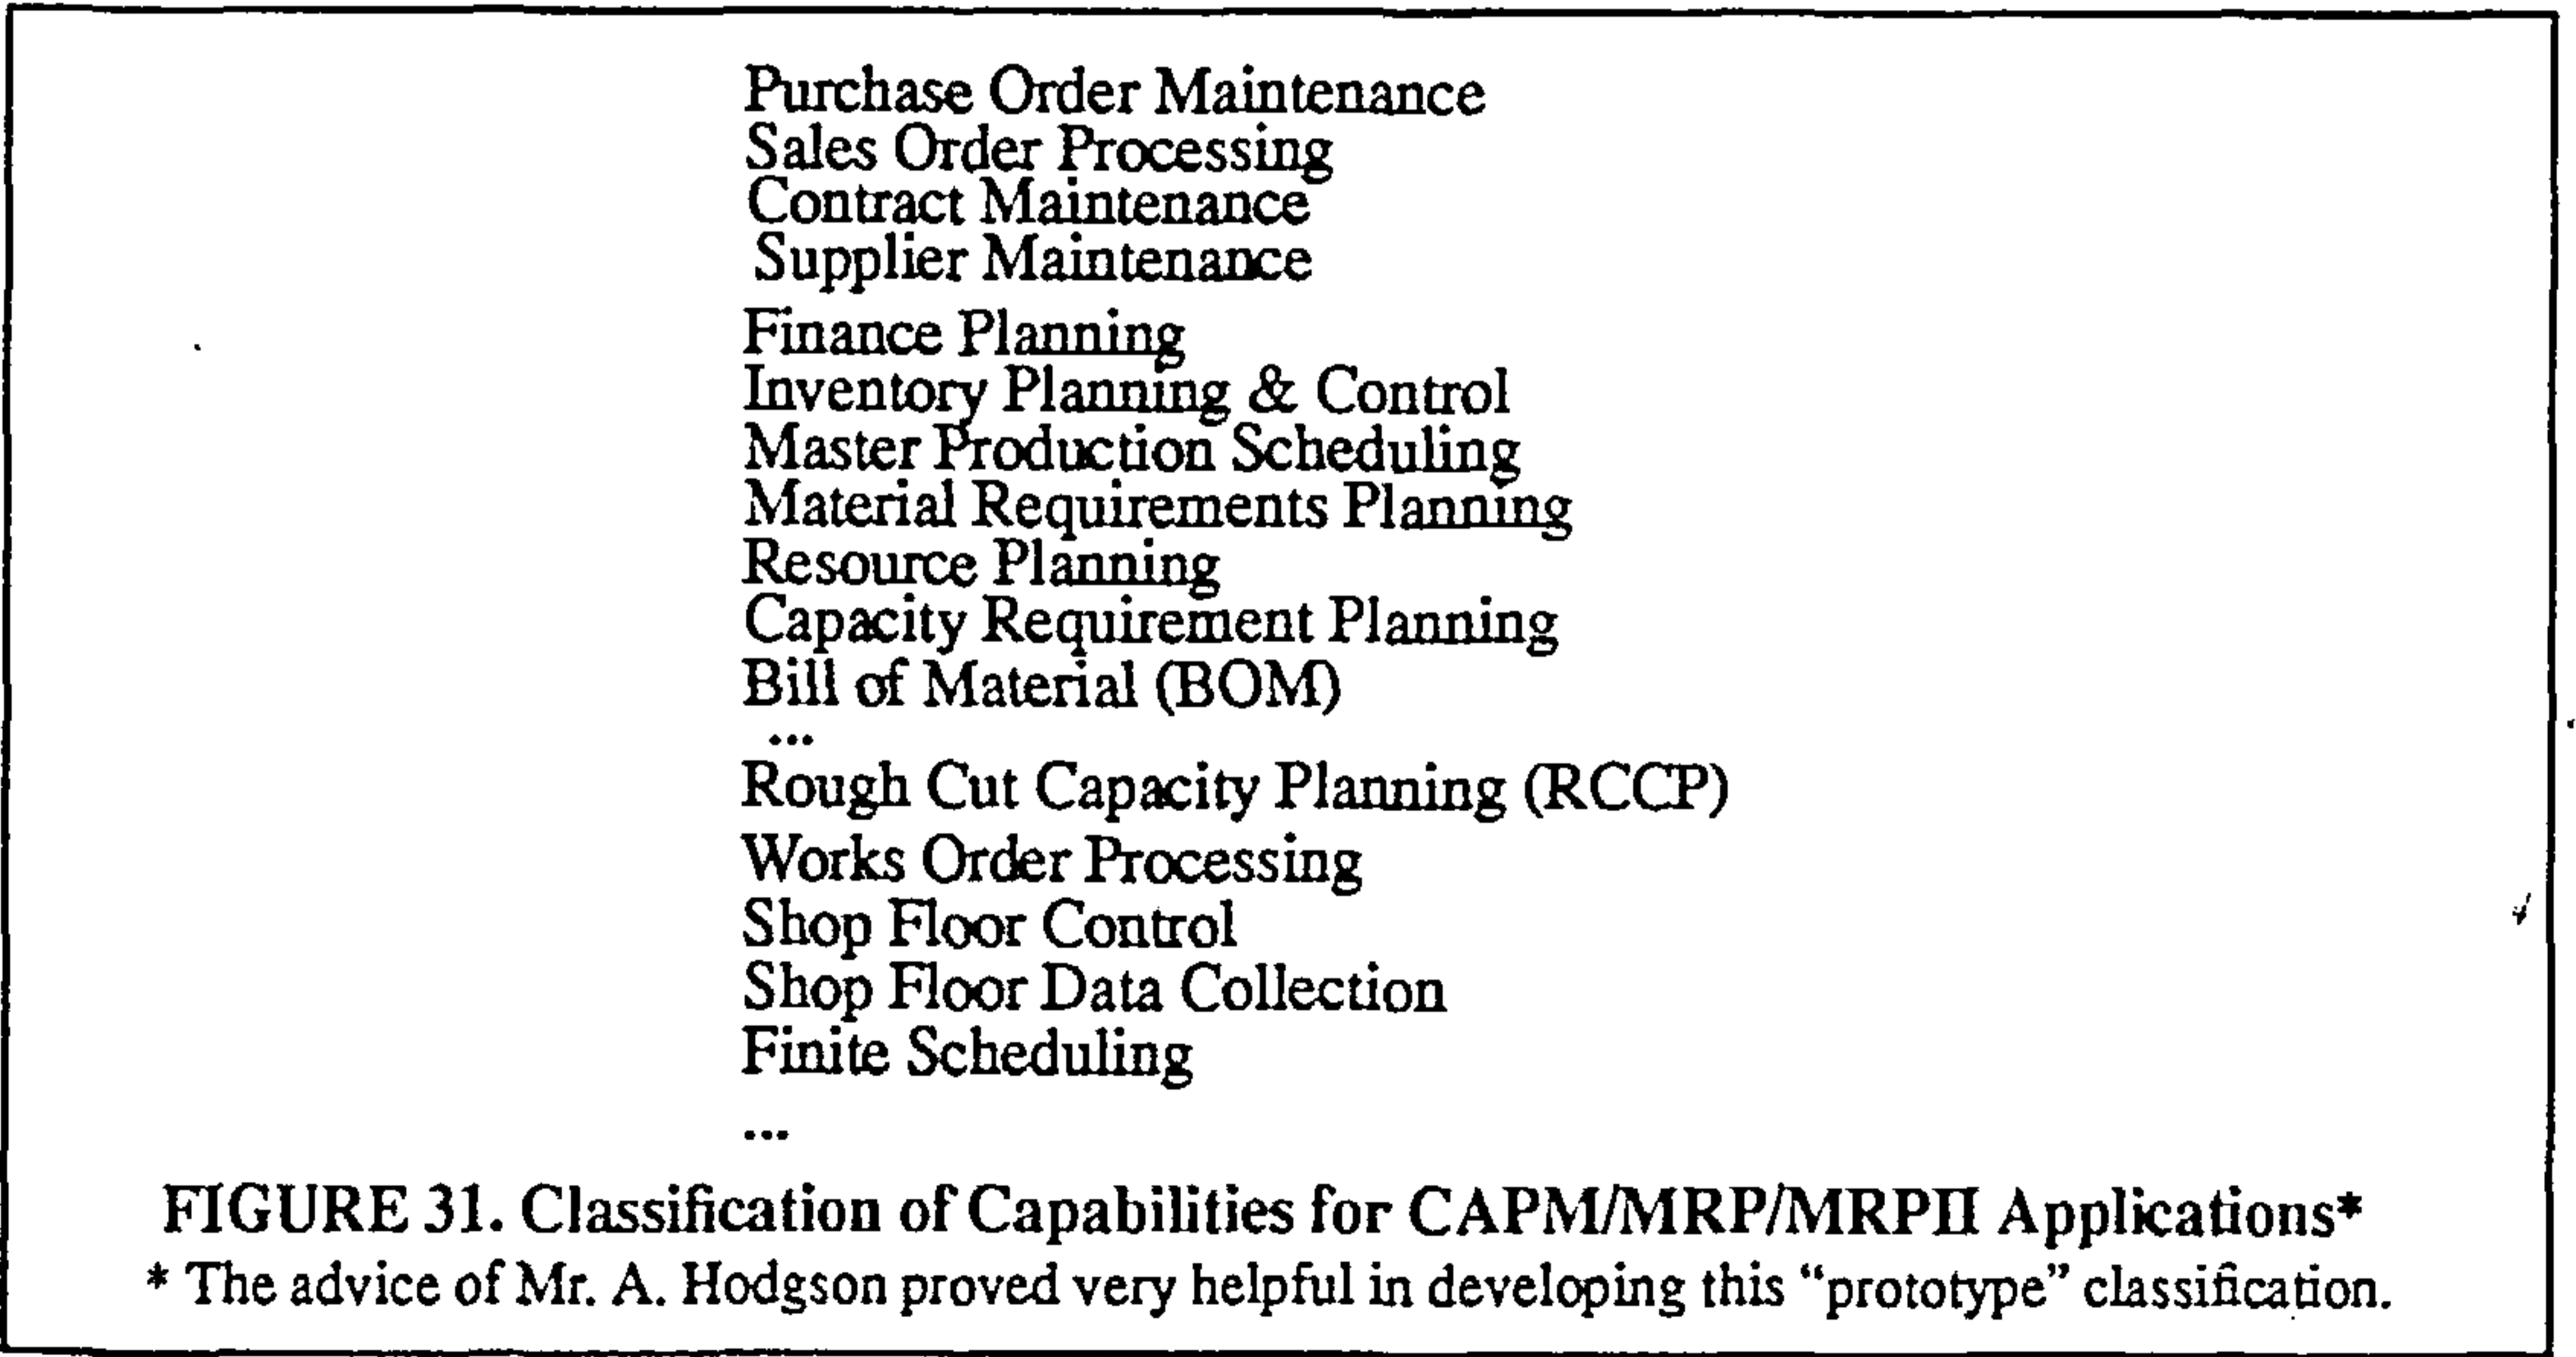 Purchase Order Maintenance
Sales Order Processing
Contract Maintenance
Supplier Maintenance
Finance Planning
Inventory Planning & Control
Master Production Scheduling
Material Requirements Planning
Resource Planning
Capacity Requirement Planning
Bill of Material (BOM)
...
Rough Cut Capacity Planning (RCCP)
Works Order Processing
Shop Floor Control
Shop Floor Data Collection
Finite Scheduling
...
FIGURE 31. Classification of Capabilities for CAPM/MRP/MRPII Applications*
* The advice of Mr. A. Hodgson proved very helpful in developing this “prototype” classification.